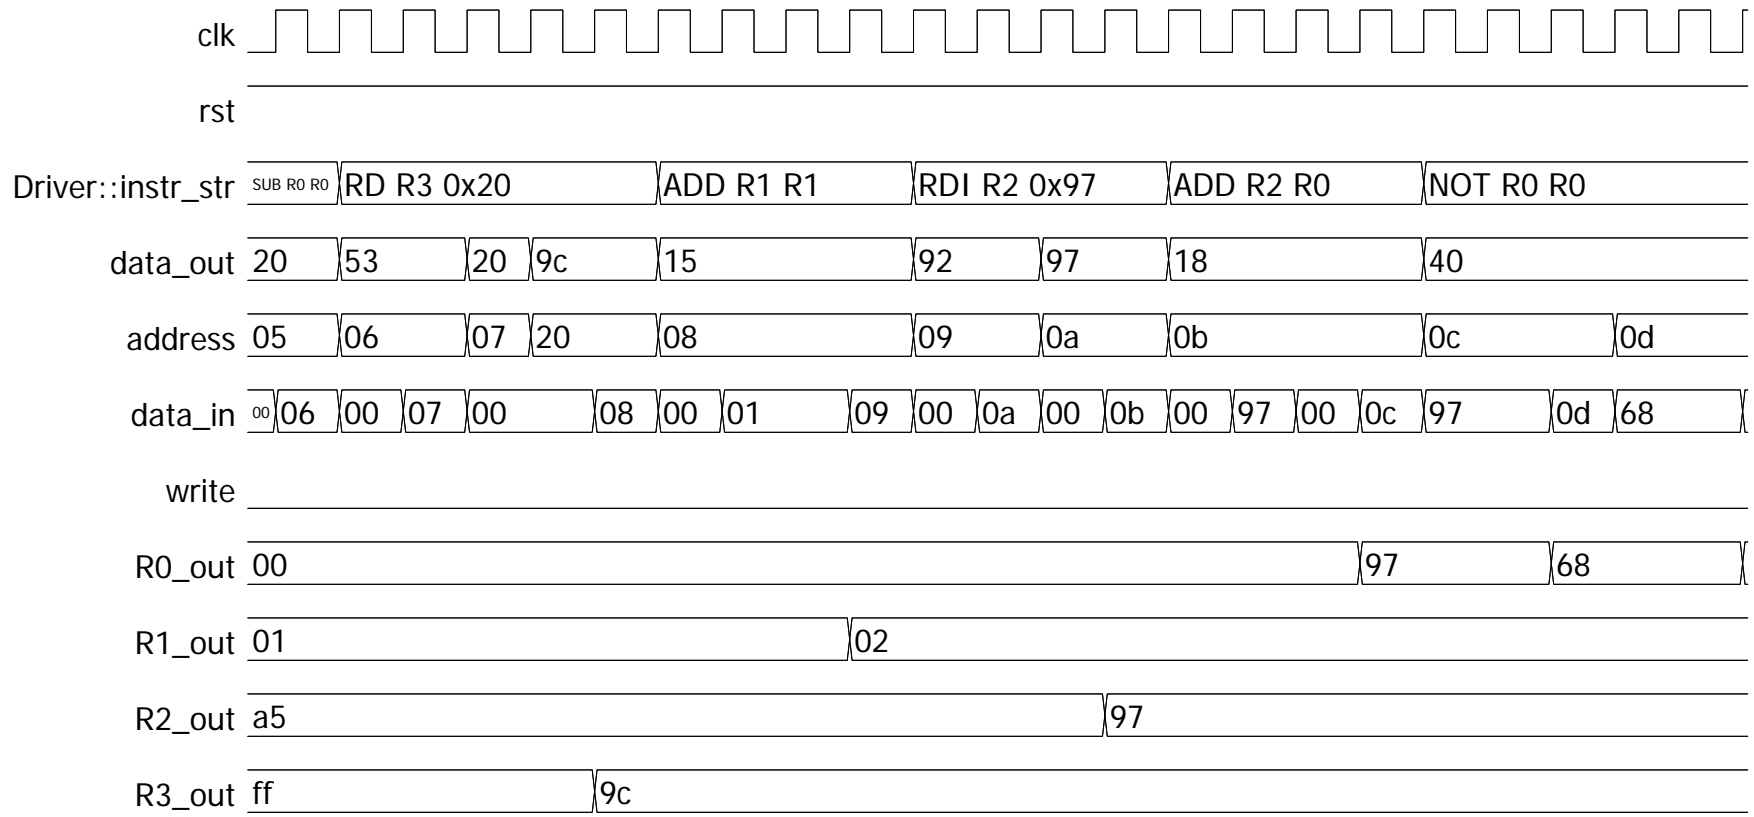 clk
rst
Driver::instr_str SUB R0 R0 RD R3 0x20 ADD R1 R1 RDI R2 0x97 ADD R2 R0 NOT R0 R0
data_out 20 53 20 9c 15 92 97 18 40
address 05 06 07 20 08 09 0a 0b 0c 0d
data_in 00 06 00 07 00 08 00 01 09 00 0a 00 0b 00 97 00 0c 97 0d 68
write
R0_out 00 97 68
R1_out 01 02
R2_out a5 97
R3_out ff 9c